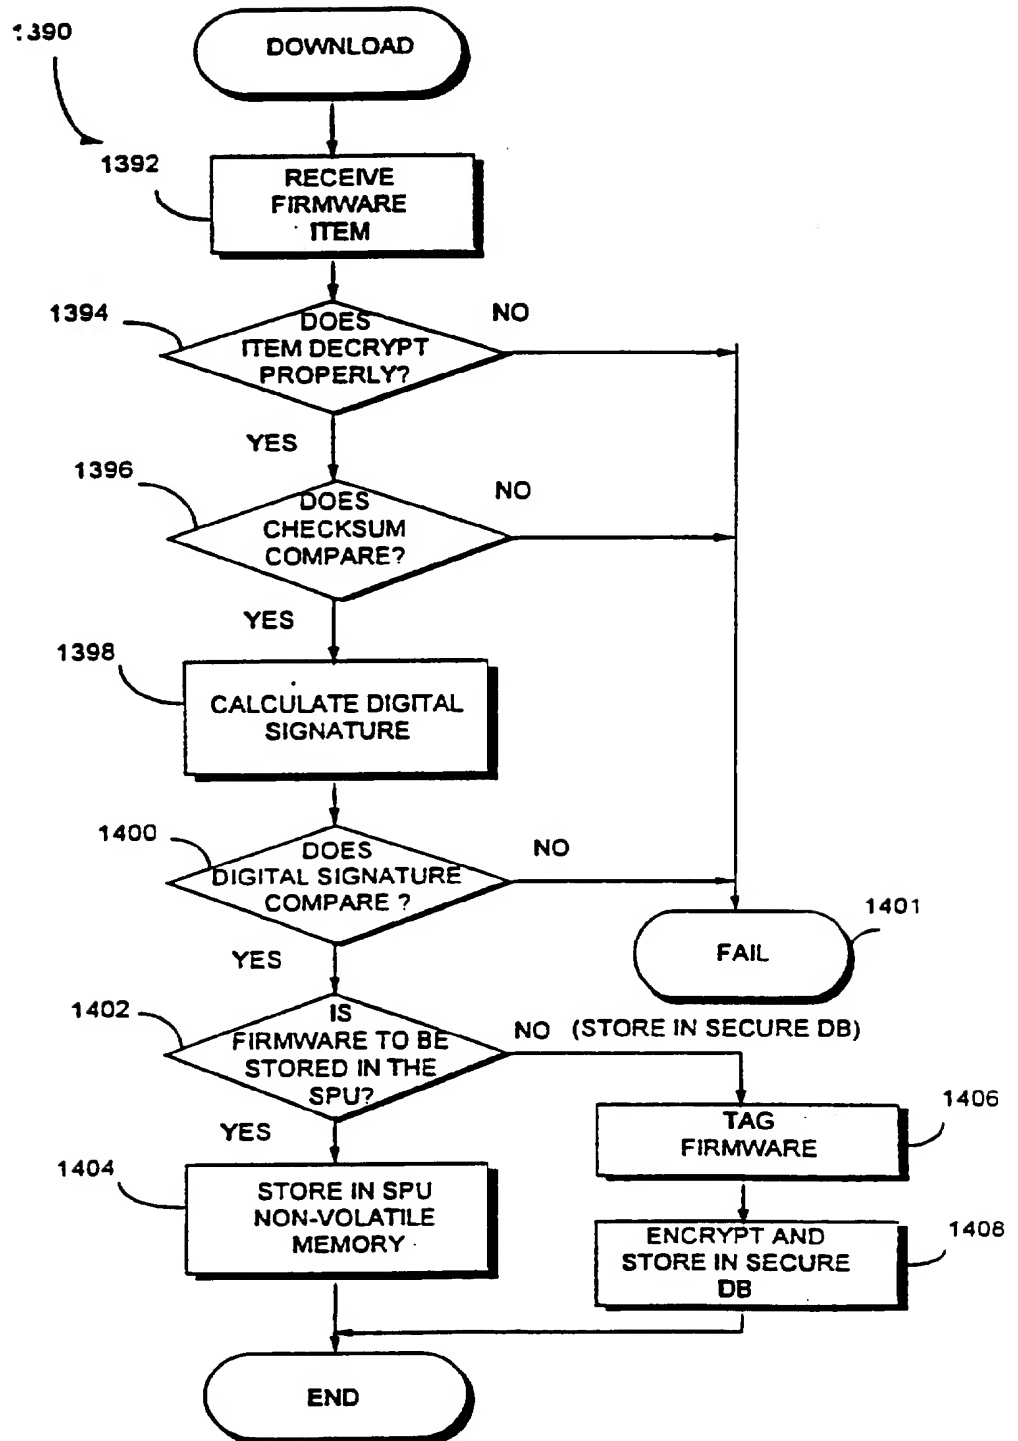 1390
DOWNLOAD
1392
RECEIVE
FIRMWARE
ITEM
1394
DOES
ITEM DECRYPT
PROPERLY?
NO
YES
1396
DOES
CHECKSUM
COMPARE?
NO
YES
1398
CALCULATE DIGITAL
SIGNATURE
1400
DOES
DIGITAL SIGNATURE
COMPARE ?
NO
YES
1401
FAIL
1402
IS
FIRMWARE TO BE
STORED IN THE
SPU?
NO (STORE IN SECURE DB)
YES
1404
STORE IN SPU
NON-VOLATILE
MEMORY
1406
TAG
FIRMWARE
1408
ENCRYPT AND
STORE IN SECURE
DB
END